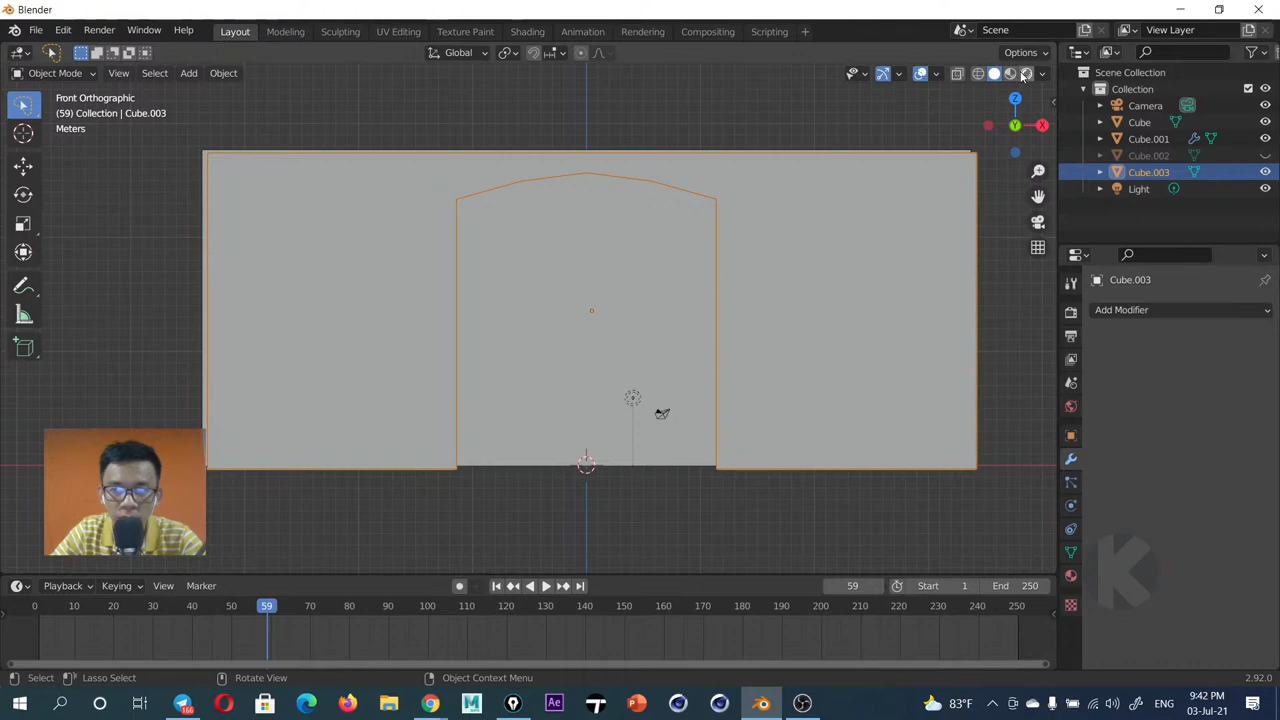 Blender
File Edit Render Window Help
Layout Modeling Sculpting UV Editing Texture Paint Shading Animation Rendering Compositing Scripting +
Scene
View Layer
Global
Options
Object Mode View Select Add Object
Front Orthographic
(59) Collection | Cube.003
Meters
Z
Y
X
Scene Collection
Collection
Camera
Cube
Cube.001
Cube.002
Cube.003
Light
Cube.003
Add Modifier
K
Playback Keying View Marker
59 Start 1 End 250
0 10 20 30 40 50 59 70 80 90 100 110 120 130 140 150 160 170 180 190 200 210 220 230 240 250
Select Lasso Select Rotate View Object Context Menu 2.92.0
166
Ae
P
83°F
ENG
9:42 PM
03-Jul-21